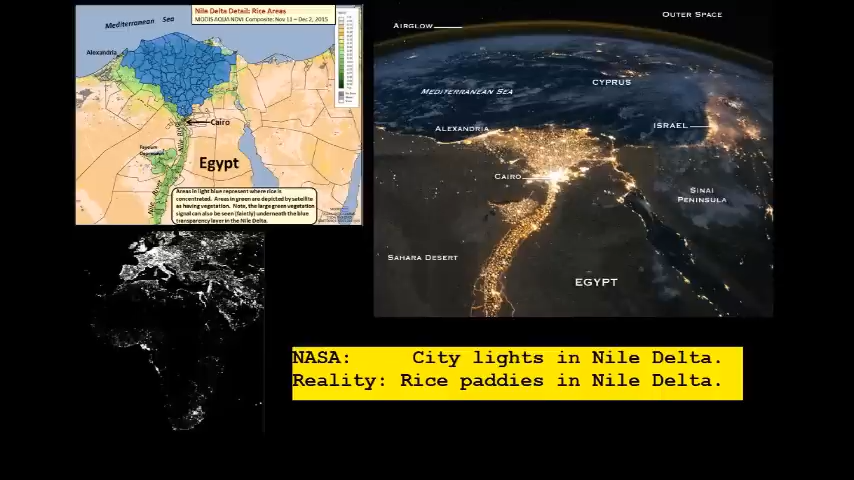 Nile Delta Detail: Rice Areas
MODIS AQUA NDVI Composite: Nov 11 – Dec 2, 2015
Mediterranean Sea
Alexandria
Cairo
Nile River
Fayoum
Depression
Egypt
Areas in light blue represent where rice is
concentrated. Areas in green are depicted by satellite
as having vegetation. Note, the large green vegetation
signal can also be seen (faintly) underneath the blue
transparency layer in the Nile Delta.
AIRGLOW
OUTER SPACE
CYPRUS
MEDITERRANEAN SEA
ALEXANDRIA
ISRAEL
CAIRO
SINAI
PENINSULA
SAHARA DESERT
EGYPT
NASA: City lights in Nile Delta.
Reality: Rice paddies in Nile Delta.